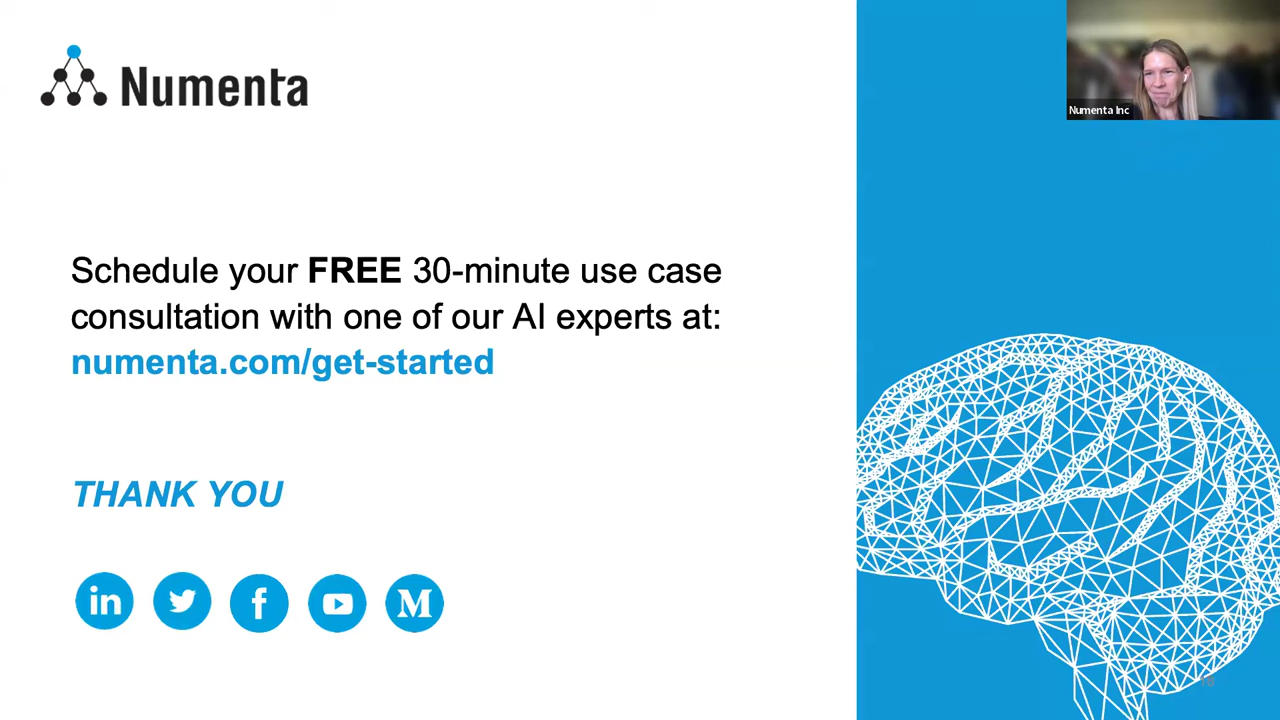 Numenta
Numenta Inc
Schedule your FREE 30-minute use case
consultation with one of our AI experts at:
numenta.com/get-started
THANK YOU
in
f
M